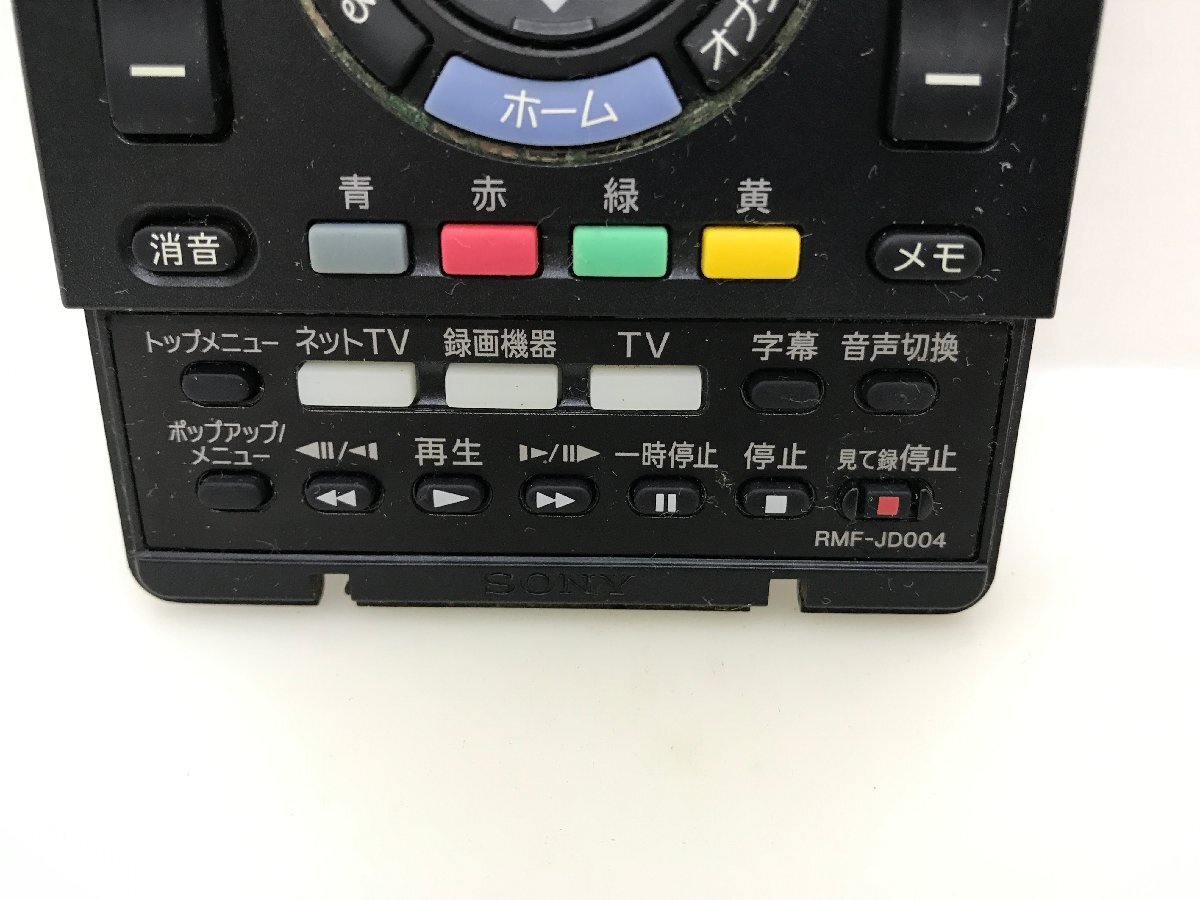 ホーム
青 赤 緑 黄
消音 メモ
トップメニュー ネットTV 録画機器 TV 字幕 音声切換
ポップアップ/
メニュー 再生 一時停止 停止 見て録停止
RMF-JD004
SONY